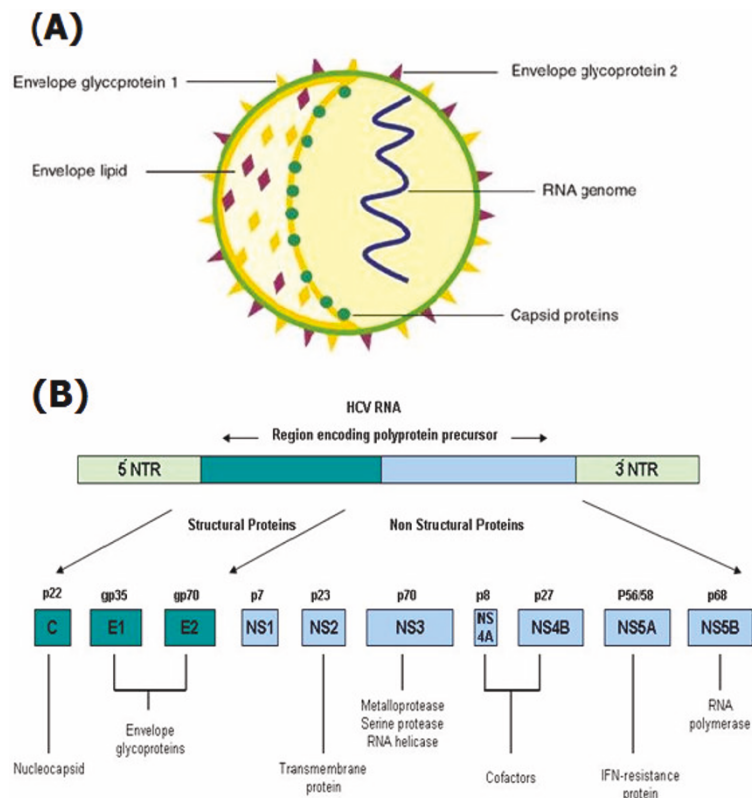 (A)
Envelope glycoprotein 1
Envelope glycoprotein 2
Envelope lipid
RNA genome
Capsid proteins
(B)
HCV RNA
Region encoding polyprotein precursor
5́ NTR
3́ NTR
Structural Proteins
Non Structural Proteins
p22 gp35 gp70 p7 p23 p70 p8 p27 P56/58 p68
C E1 E2 NS1 NS2 NS3 NS 4A NS4B NS5A NS5B
Nucleocapsid
Envelope
glycoproteins
Transmembrane
protein
Metalloprotease
Serine protease
RNA helicase
Cofactors
IFN-resistance
protein
RNA
polymerase